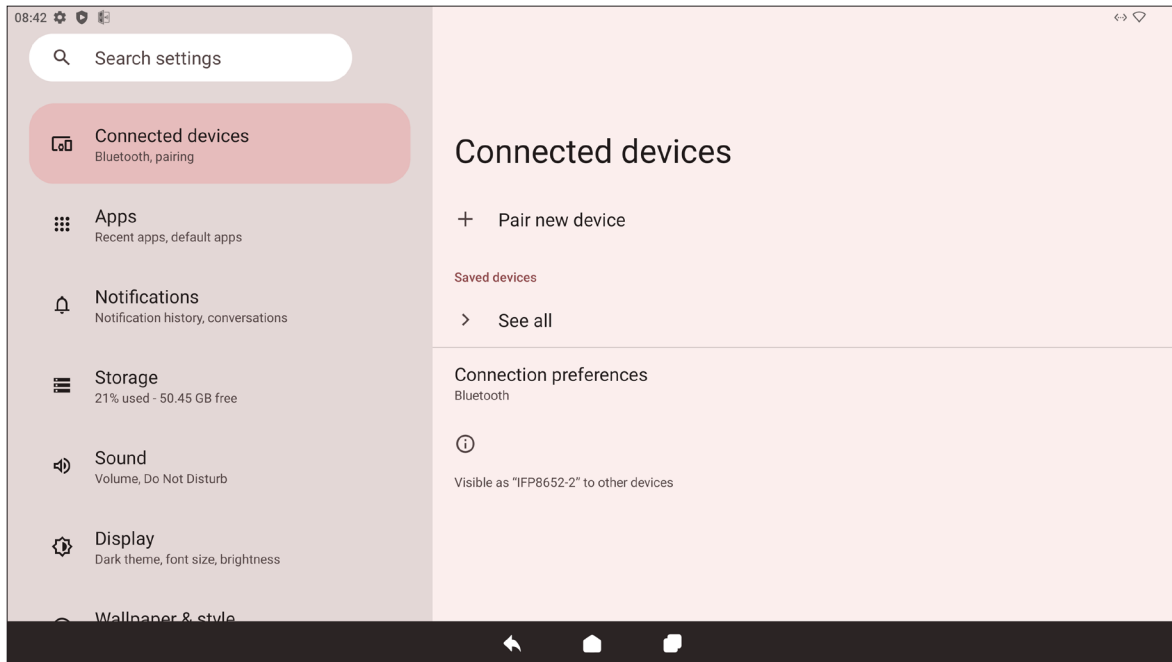 08:42
Search settings
Connected devices
Bluetooth, pairing
Apps
Recent apps, default apps
Notifications
Notification history, conversations
Storage
21% used - 50.45 GB free
Sound
Volume, Do Not Disturb
Display
Dark theme, font size, brightness
Wallpaper & style
Connected devices
Pair new device
Saved devices
See all
Connection preferences
Bluetooth
Visible as “IFP8652-2” to other devices